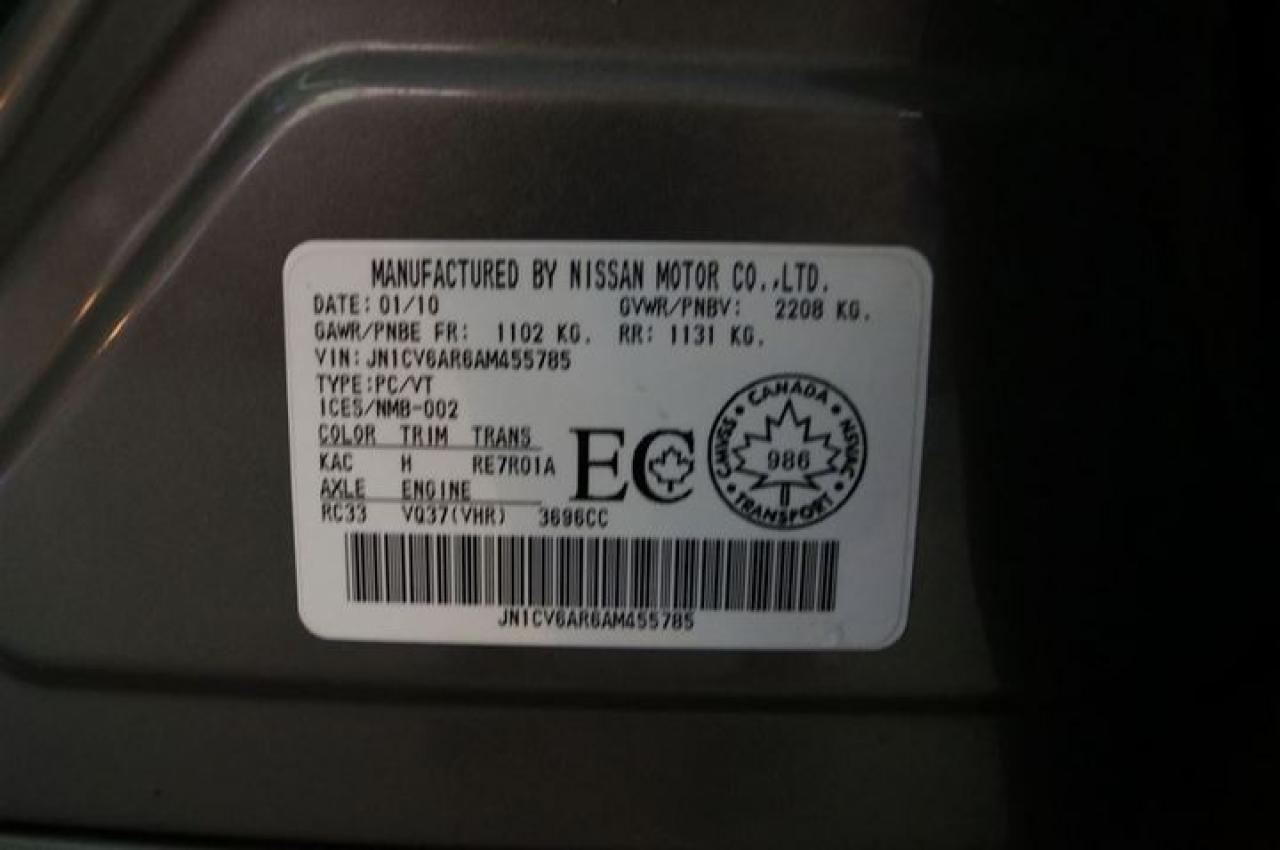 MANUFACTURED BY NISSAN MOTOR CO.,LTD.
DATE: 01/10 GVWR/PNBV: 2208 KG.
GAWR/PNBE FR: 1102 KG. RR: 1131 KG.
VIN: JN1CV6AR6AM455785
TYPE: PC/VT
ICES/NMB-002
COLOR TRIM TRANS
KAC H RE7R01A
AXLE ENGINE
RC33 VQ37(VHR) 3696CC
EC
CANADA
CMVSS • NSVAC
986
TRANSPORT
JN1CV6AR6AM455785